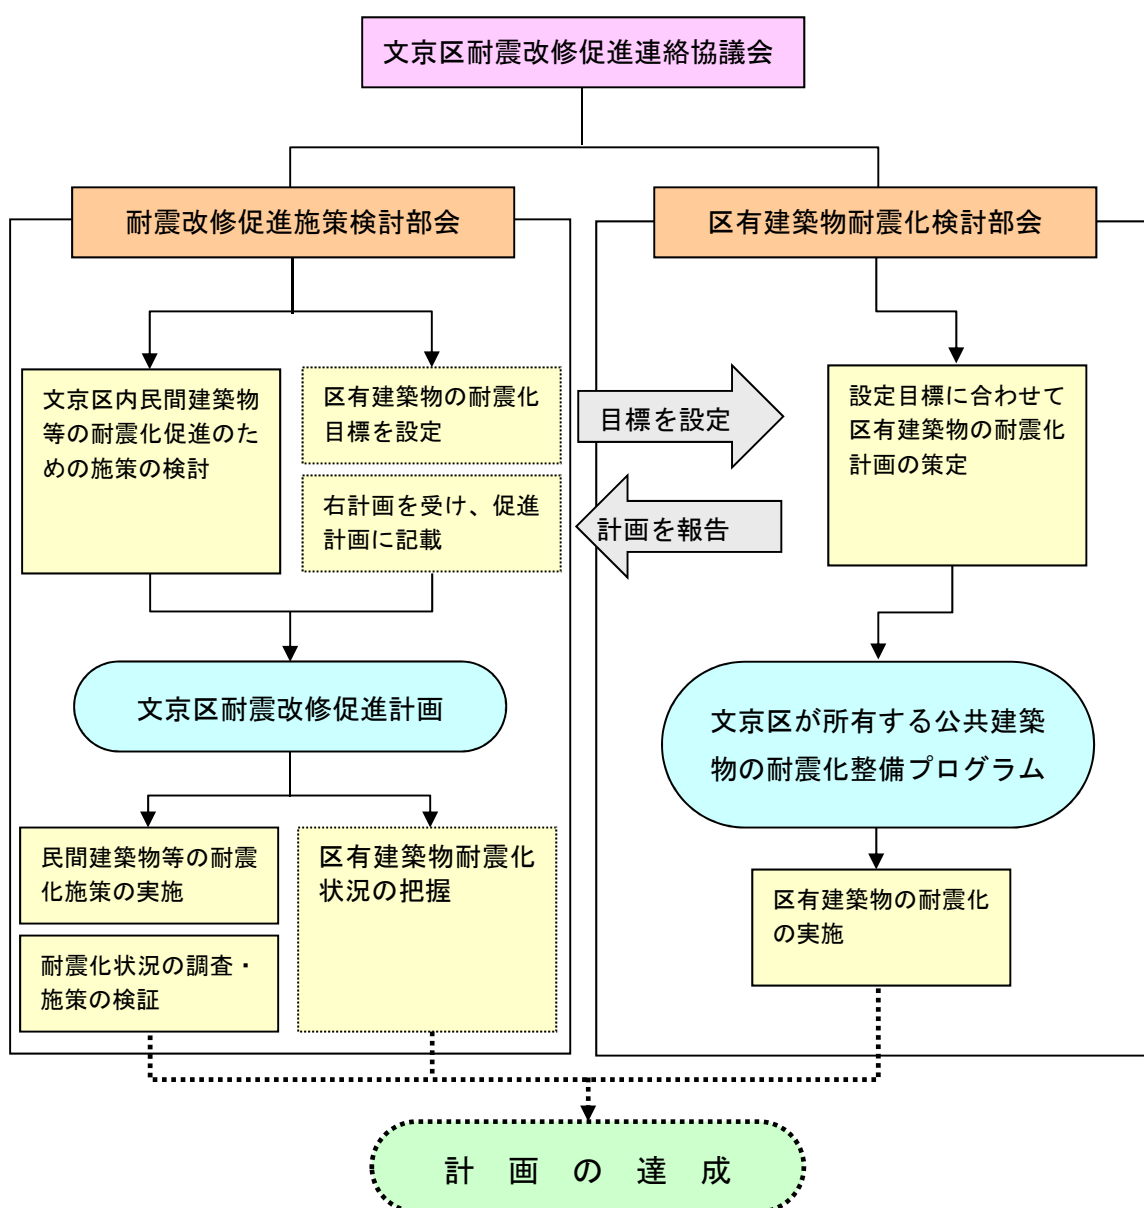 文京区耐震改修促進連絡協議会
耐震改修促進施策検討部会
区有建築物耐震化検討部会
文京区内民間建築物
等の耐震化促進のた
めの施策の検討
区有建築物の耐震化
目標を設定
右計画を受け、促進
計画に記載
目標を設定
計画を報告
設定目標に合わせて
区有建築物の耐震化
計画の策定
文京区耐震改修促進計画
文京区が所有する公共建築
物の耐震化整備プログラム
民間建築物等の耐震
化施策の実施
耐震化状況の調査・
施策の検証
区有建築物耐震化
状況の把握
区有建築物の耐震化
の実施
計　画　の　達　成